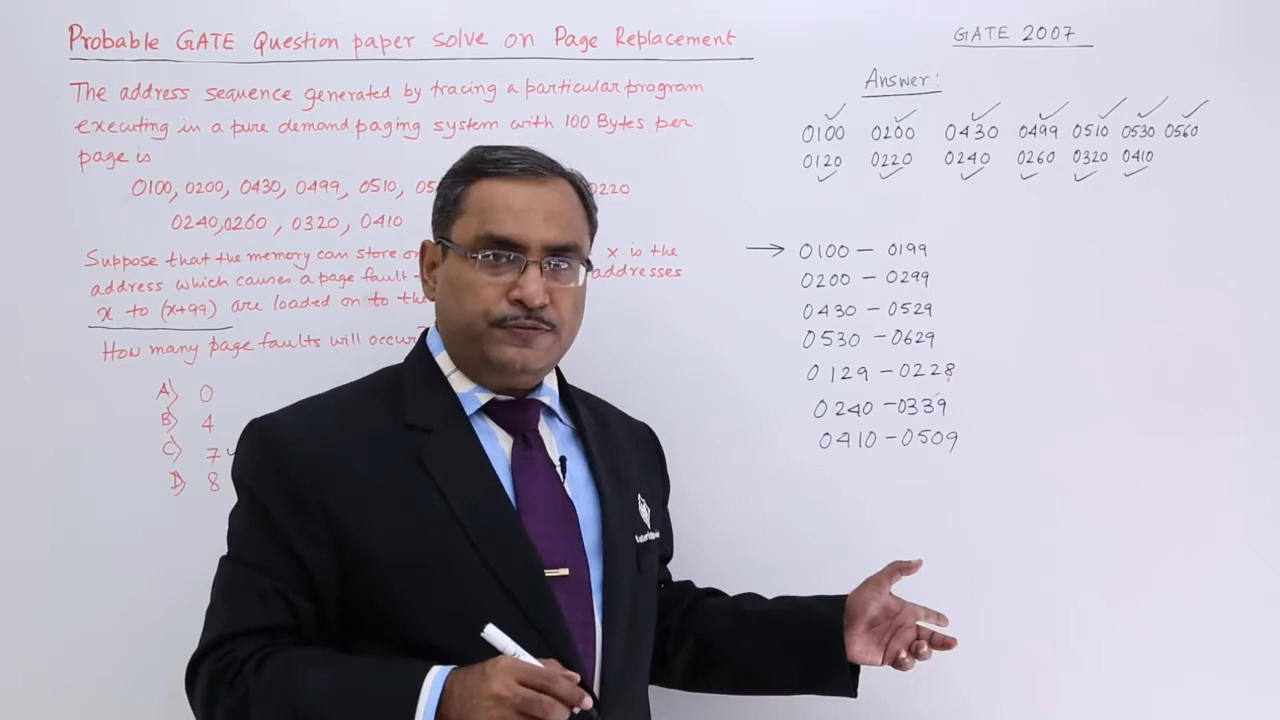 Probable GATE Question paper solve on Page Replacement
GATE 2007
The address sequence generated by tracing a particular program
executing in a pure demand paging system with 100 Bytes per
page is
0100, 0200, 0430, 0499, 0510, 0220
0240, 0260, 0320, 0410
Suppose that the memory can store x is the
address which causes a page fault addresses
x to (x+99) are loaded on to the
How many page faults will occur?
A) 0
B) 4
C) 7
D) 8
Answer:
0100 0200 0430 0499 0510 0530 0560
0120 0220 0240 0260 0320 0410
→ 0100 - 0199
0200 - 0299
0430 - 0529
0530 - 0629
0129 - 0228
0240 - 0339
0410 - 0509